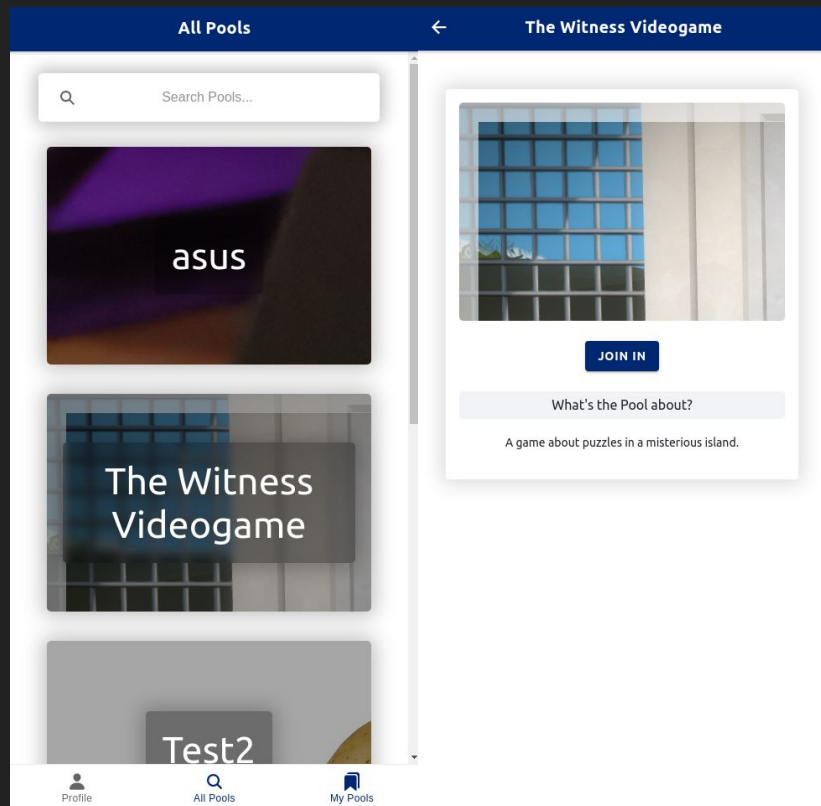 All Pools
Search Pools...
asus
The Witness
Videogame
Test2
Profile
All Pools
My Pools
The Witness Videogame
JOIN IN
What's the Pool about?
A game about puzzles in a misterious island.